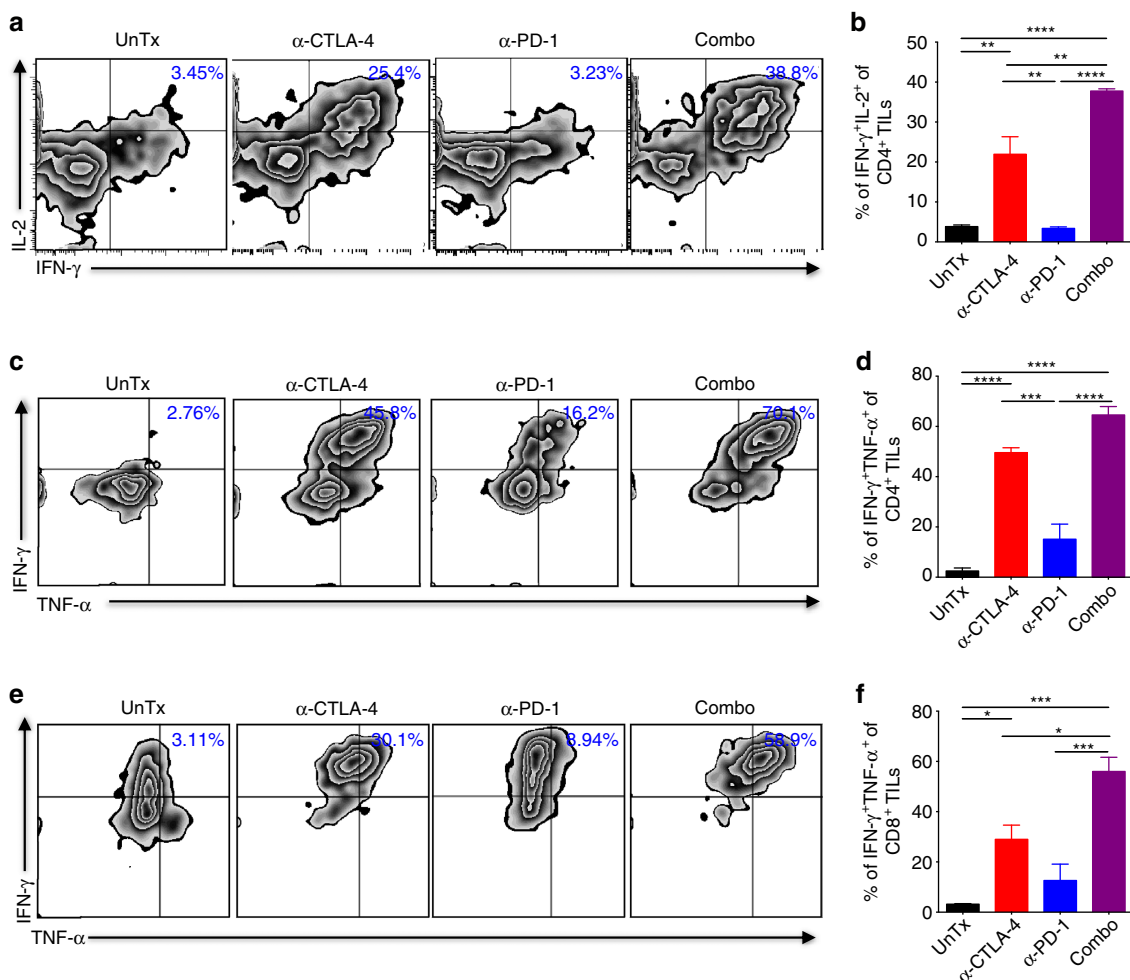 a
UnTx α-CTLA-4 α-PD-1 Combo
3.45% 25.4% 3.23% 38.8%
IL-2
IFN-γ
b
% of IFN-γ⁺IL-2⁺ of
CD4⁺ TILs
50
40
30
20
10
0
****
** **
** ****
UnTx α-CTLA-4 α-PD-1 Combo
c
UnTx α-CTLA-4 α-PD-1 Combo
2.76% 45.8% 16.2% 70.1%
IFN-γ
TNF-α
d
% of IFN-γ⁺TNF-α⁺ of
CD4⁺ TILs
80
60
40
20
0
****
**** *** ****
UnTx α-CTLA-4 α-PD-1 Combo
e
UnTx α-CTLA-4 α-PD-1 Combo
3.11% 30.1% 8.94% 58.9%
IFN-γ
TNF-α
f
% of IFN-γ⁺TNF-α⁺ of
CD8⁺ TILs
80
60
40
20
0
***
* *
***
UnTx α-CTLA-4 α-PD-1 Combo